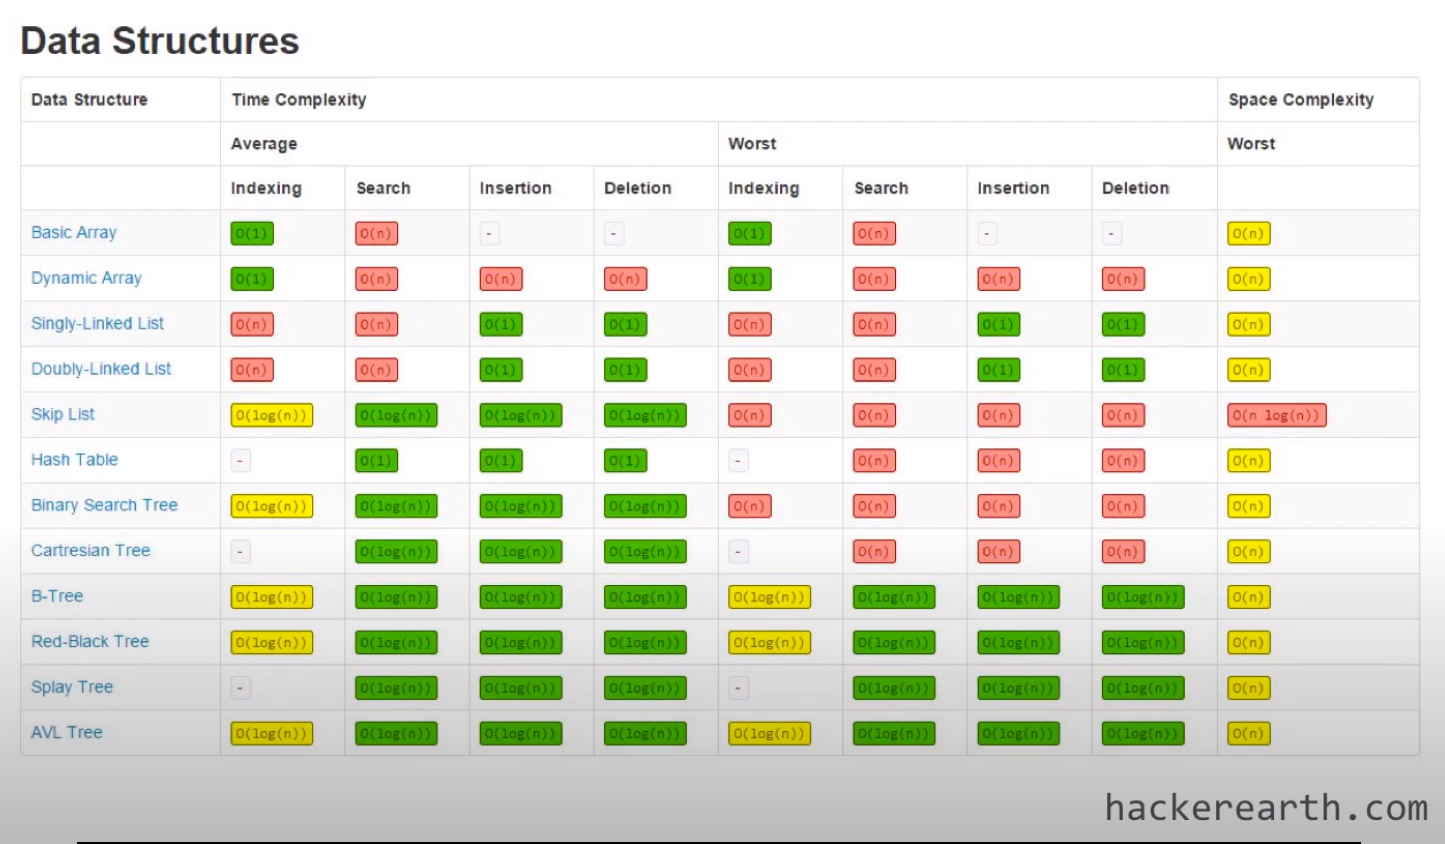 Data Structures
Data Structure Time Complexity Space Complexity
Average Worst Worst
Indexing Search Insertion Deletion Indexing Search Insertion Deletion
Basic Array O(1) O(n) - - O(1) O(n) - - O(n)
Dynamic Array O(1) O(n) O(n) O(n) O(1) O(n) O(n) O(n) O(n)
Singly-Linked List O(n) O(n) O(1) O(1) O(n) O(n) O(1) O(1) O(n)
Doubly-Linked List O(n) O(n) O(1) O(1) O(n) O(n) O(1) O(1) O(n)
Skip List O(log(n)) O(log(n)) O(log(n)) O(log(n)) O(n) O(n) O(n) O(n) O(n log(n))
Hash Table - O(1) O(1) O(1) - O(n) O(n) O(n) O(n)
Binary Search Tree O(log(n)) O(log(n)) O(log(n)) O(log(n)) O(n) O(n) O(n) O(n) O(n)
Cartresian Tree - O(log(n)) O(log(n)) O(log(n)) - O(n) O(n) O(n) O(n)
B-Tree O(log(n)) O(log(n)) O(log(n)) O(log(n)) O(log(n)) O(log(n)) O(log(n)) O(log(n)) O(n)
Red-Black Tree O(log(n)) O(log(n)) O(log(n)) O(log(n)) O(log(n)) O(log(n)) O(log(n)) O(log(n)) O(n)
Splay Tree - O(log(n)) O(log(n)) O(log(n)) - O(log(n)) O(log(n)) O(log(n)) O(n)
AVL Tree O(log(n)) O(log(n)) O(log(n)) O(log(n)) O(log(n)) O(log(n)) O(log(n)) O(log(n)) O(n)
hackerearth.com